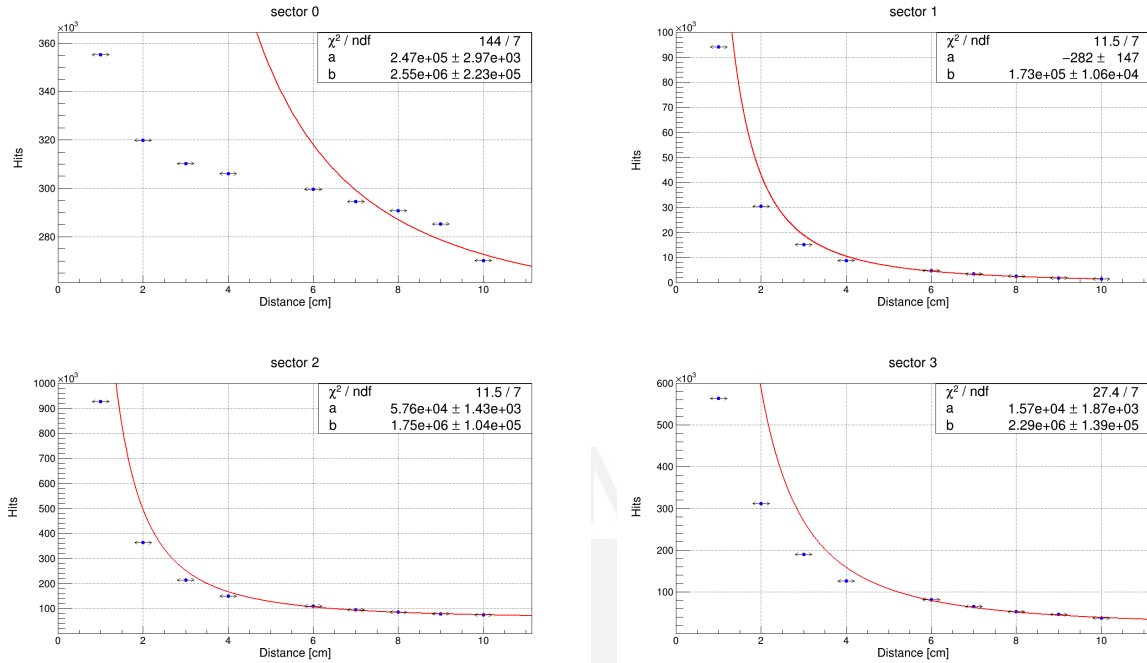 sector 0
×10³
360
340
320
300
280
Hits
0 2 4 6 8 10
Distance [cm]
χ² / ndf 144 / 7
a 2.47e+05 ± 2.97e+03
b 2.55e+06 ± 2.23e+05
sector 1
×10³
100
90
80
70
60
50
40
30
20
10
0
Hits
0 2 4 6 8 10
Distance [cm]
χ² / ndf 11.5 / 7
a −282 ± 147
b 1.73e+05 ± 1.06e+04
sector 2
×10³
1000
900
800
700
600
500
400
300
200
100
Hits
0 2 4 6 8 10
Distance [cm]
χ² / ndf 11.5 / 7
a 5.76e+04 ± 1.43e+03
b 1.75e+06 ± 1.04e+05
sector 3
×10³
600
500
400
300
200
100
0
Hits
0 2 4 6 8 10
Distance [cm]
χ² / ndf 27.4 / 7
a 1.57e+04 ± 1.87e+03
b 2.29e+06 ± 1.39e+05